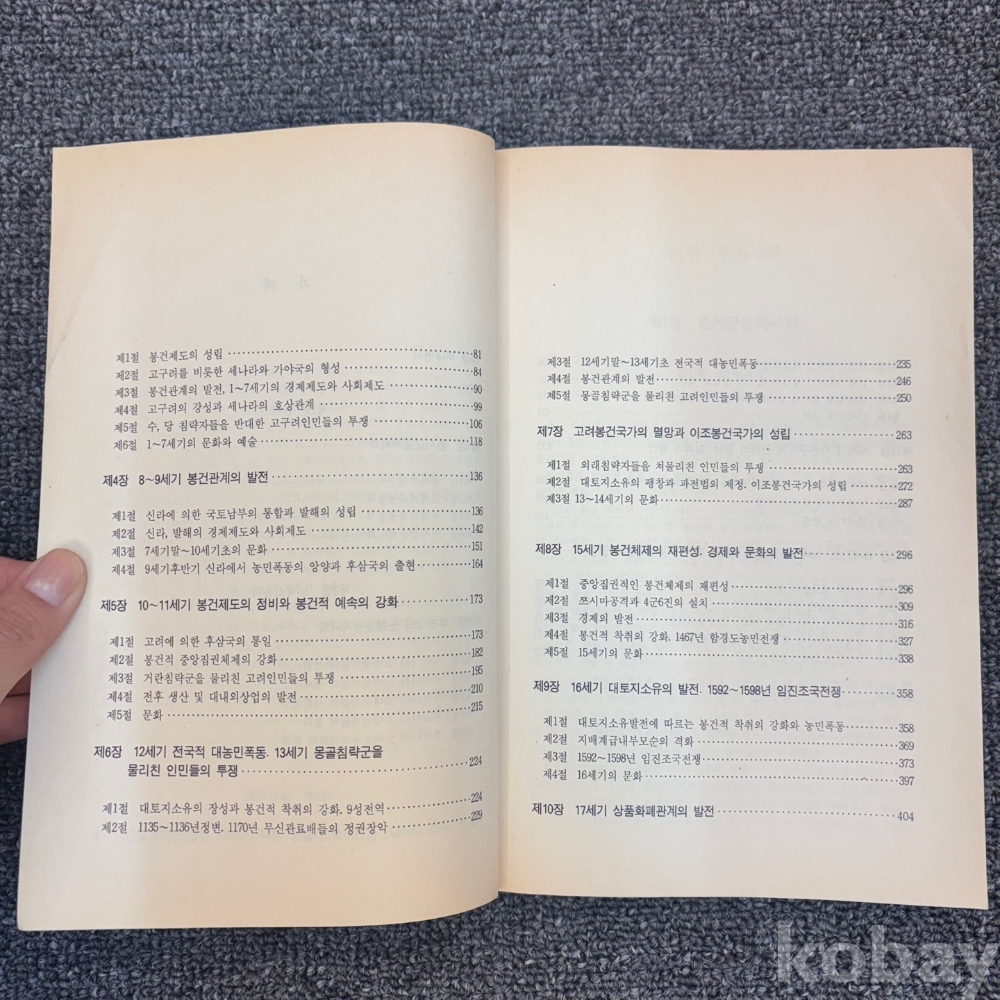 제1절 봉건제도의 성립 81
제2절 고구려를 비롯한 세나라와 가야국의 형성 84
제3절 봉건관계의 발전, 1～7세기의 경제제도와 사회제도 90
제4절 고구려의 강성과 세나라의 호상관계 99
제5절 수, 당 침략자들을 반대한 고구려인민들의 투쟁 106
제6절 1～7세기의 문화와 예술 118
제4장 8～9세기 봉건관계의 발전 136
제1절 신라에 의한 국토남부의 통합과 발해의 성립 136
제2절 신라, 발해의 경제제도와 사회제도 142
제3절 7세기말～10세기초의 문화 151
제4절 9세기후반기 신라에서 농민폭동의 앙양과 후삼국의 출현 164
제5장 10～11세기 봉건제도의 정비와 봉건적 예속의 강화 173
제1절 고려에 의한 후삼국의 통일 173
제2절 봉건적 중앙집권체제의 강화 182
제3절 거란침략군을 물리친 고려인민들의 투쟁 195
제4절 전후 생산 및 대내외상업의 발전 210
제5절 문화 215
제6장 12세기 전국적 대농민폭동. 13세기 몽골침략군을
물리친 인민들의 투쟁 224
제1절 대토지소유의 장성과 봉건적 착취의 강화. 9성전역 224
제2절 1135～1136년정변. 1170년 무신관료배들의 정권장악 229
제3절 12세기말～13세기초 전국적 대농민폭동 235
제4절 봉건관계의 발전 246
제5절 몽골침략군을 물리친 고려인민들의 투쟁 250
제7장 고려봉건국가의 멸망과 이조봉건국가의 성립 263
제1절 외래침략자들을 처물리친 인민들의 투쟁 263
제2절 대토지소유의 팽창과 과전법의 제정. 이조봉건국가의 성립 272
제3절 13～14세기의 문화 287
제8장 15세기 봉건체제의 재편성. 경제와 문화의 발전 296
제1절 중앙집권적인 봉건체제의 재편성 296
제2절 쯔시마공격과 4군6진의 설치 309
제3절 경제의 발전 316
제4절 봉건적 착취의 강화. 1467년 함경도농민전쟁 327
제5절 15세기의 문화 338
제9장 16세기 대토지소유의 발전. 1592～1598년 임진조국전쟁 358
제1절 대토지소유발전에 따르는 봉건적 착취의 강화와 농민폭동 358
제2절 지배계급내부모순의 격화 369
제3절 1592～1598년 임진조국전쟁 373
제4절 16세기의 문화 397
제10장 17세기 상품화폐관계의 발전 404
kobay